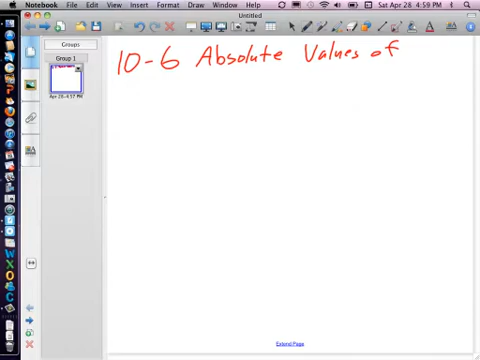 Notebook File Edit View Insert Format Draw Window Help Sat Apr 28 4:59 PM
Untitled
Groups
Group 1
Apr 28-4:57 PM
10-6 Absolute Values of
Extend Page